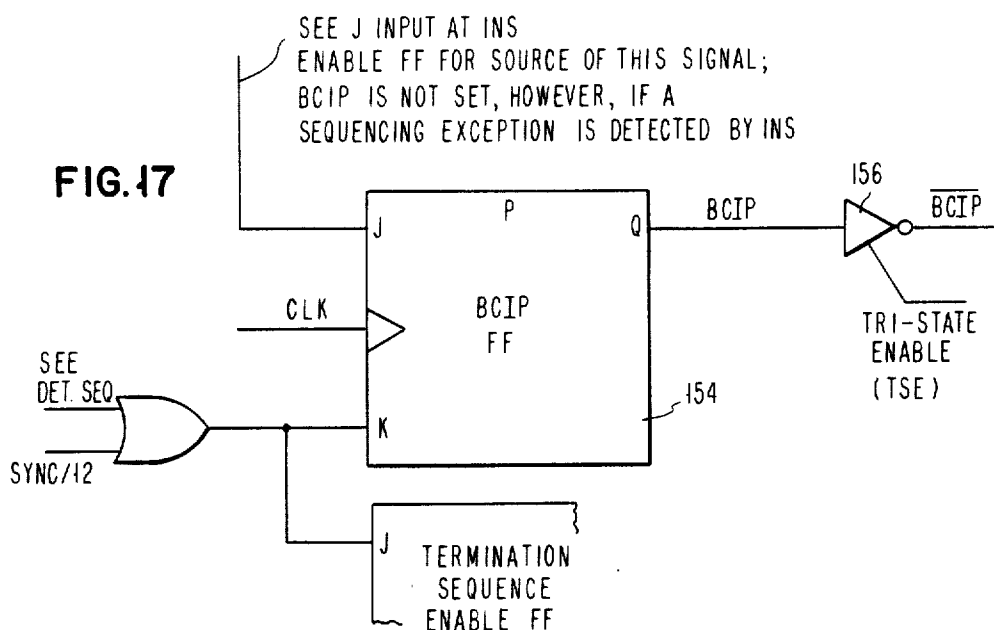 SEE J INPUT AT INS
ENABLE FF FOR SOURCE OF THIS SIGNAL;
BCIP IS NOT SET, HOWEVER, IF A
SEQUENCING EXCEPTION IS DETECTED BY INS
FIG.17
P
J
Q
BCIP
156
BCIP
CLK
BCIP
FF
TRI-STATE
ENABLE
(TSE)
SEE
DET. SEQ
154
K
SYNC/12
J
TERMINATION
SEQUENCE
ENABLE FF